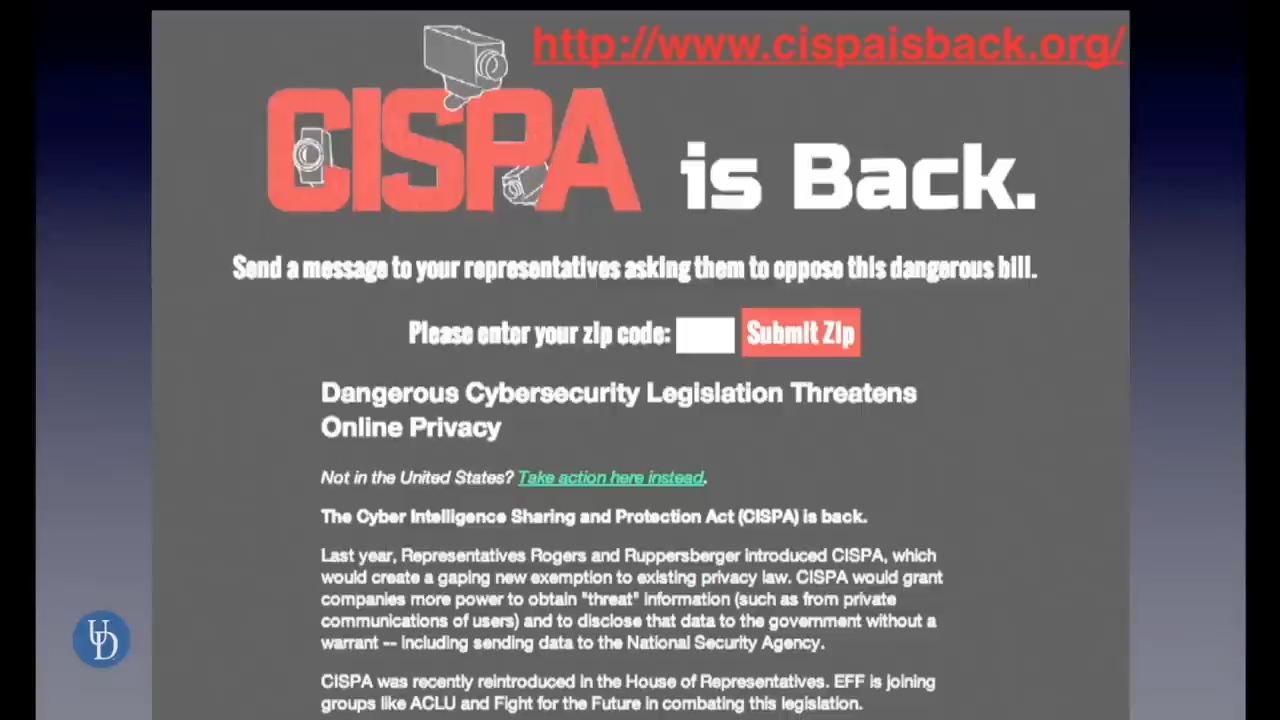 http://www.cispaisback.org/
CISPA is Back.
Send a message to your representatives asking them to oppose this dangerous bill.
Please enter your zip code: Submit Zip
Dangerous Cybersecurity Legislation Threatens
Online Privacy
Not in the United States? Take action here instead.
The Cyber Intelligence Sharing and Protection Act (CISPA) is back.
Last year, Representatives Rogers and Ruppersberger introduced CISPA, which
would create a gaping new exemption to existing privacy law. CISPA would grant
companies more power to obtain "threat" information (such as from private
communications of users) and to disclose that data to the government without a
warrant -- including sending data to the National Security Agency.
CISPA was recently reintroduced in the House of Representatives. EFF is joining
groups like ACLU and Fight for the Future in combating this legislation.
UD